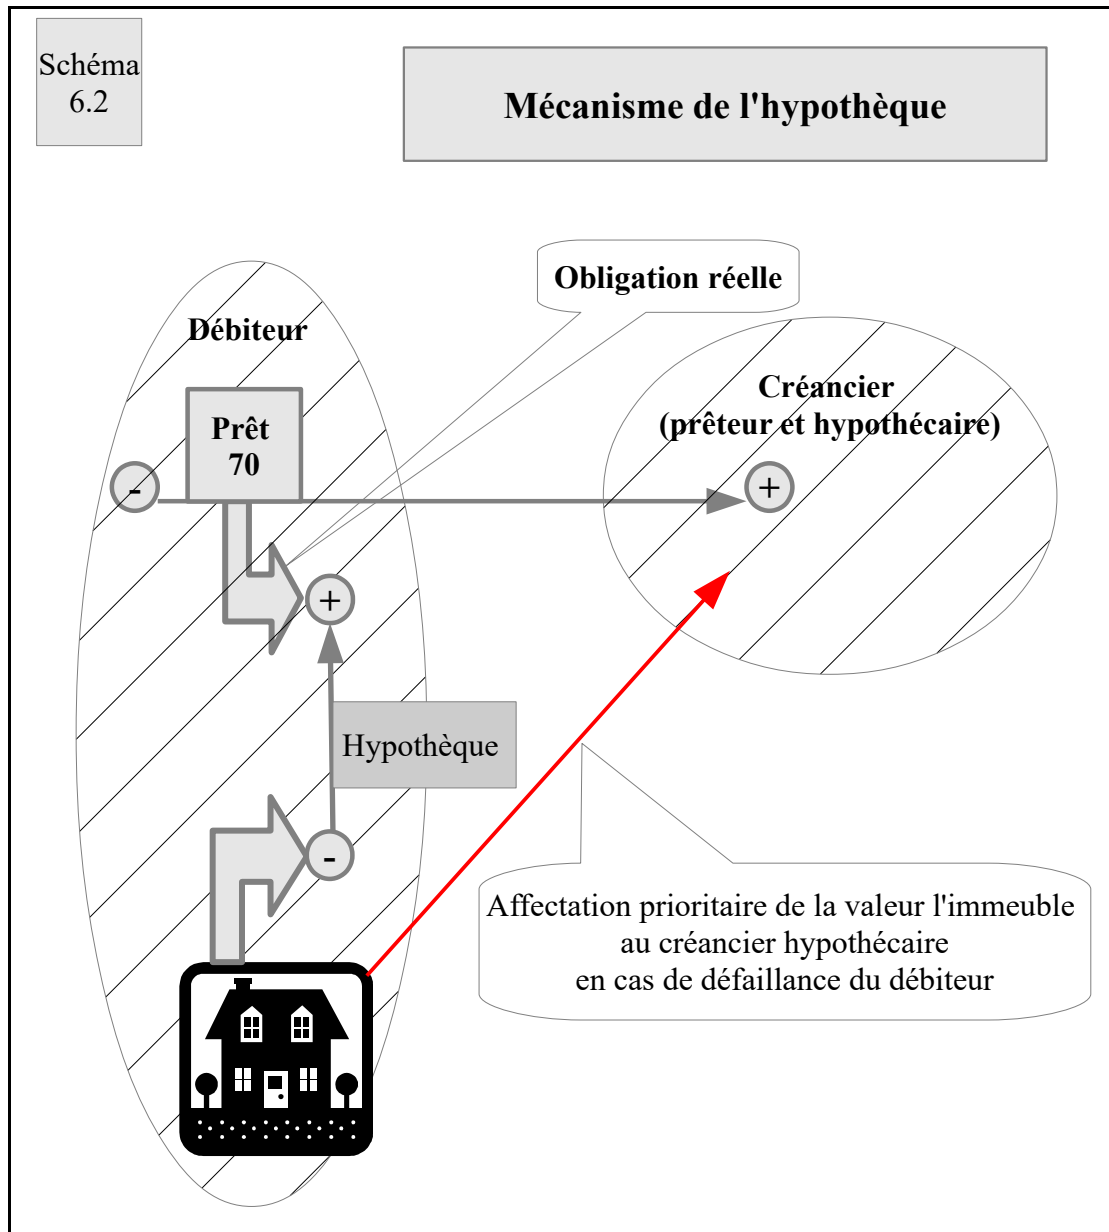 Schéma
6.2
Mécanisme de l'hypothèque
Obligation réelle
Débiteur
Créancier
(prêteur et hypothécaire)
Prêt
70
-
+
+
Hypothèque
-
Affectation prioritaire de la valeur l'immeuble
au créancier hypothécaire
en cas de défaillance du débiteur